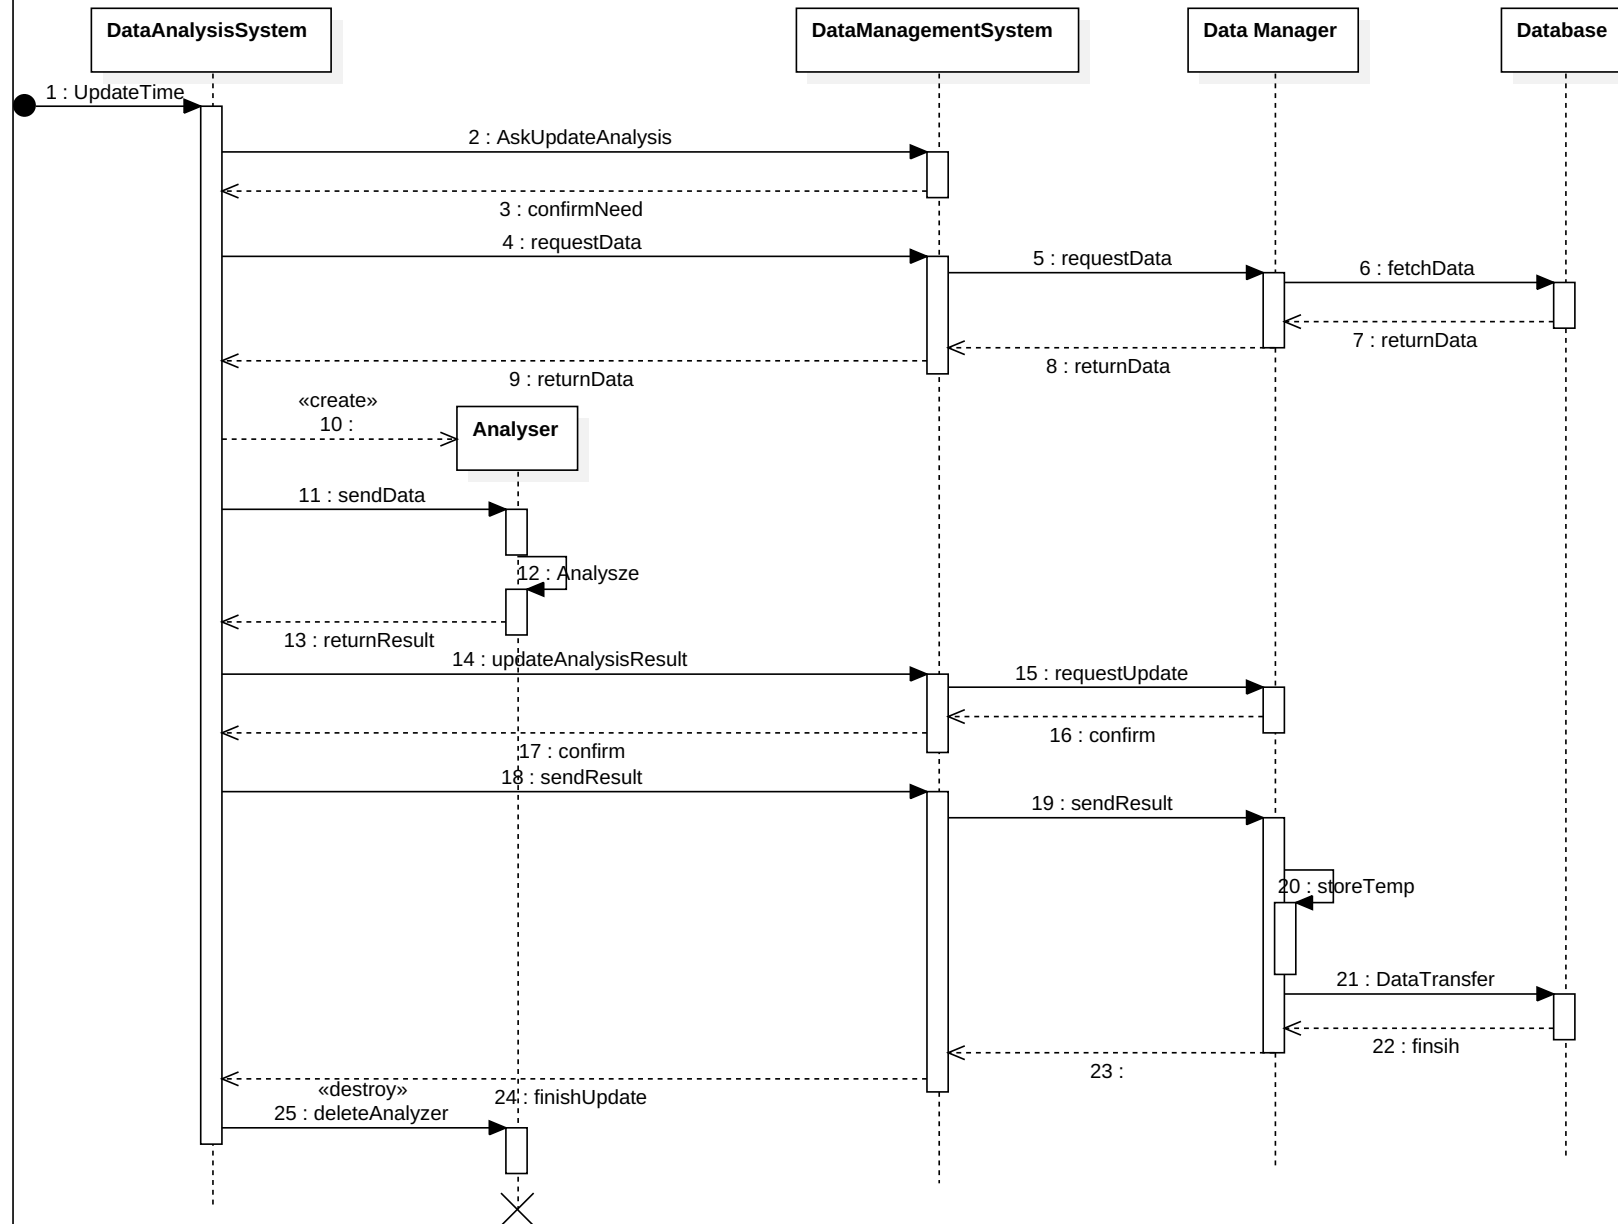 DataAnalysisSystem
DataManagementSystem
Data Manager
Database
1 : UpdateTime
2 : AskUpdateAnalysis
3 : confirmNeed
4 : requestData
5 : requestData
6 : fetchData
7 : returnData
8 : returnData
9 : returnData
«create»
10 :
Analyser
11 : sendData
12 : Analysze
13 : returnResult
14 : updateAnalysisResult
15 : requestUpdate
16 : confirm
17 : confirm
18 : sendResult
19 : sendResult
20 : storeTemp
21 : DataTransfer
22 : finsih
23 :
24 : finishUpdate
«destroy»
25 : deleteAnalyzer